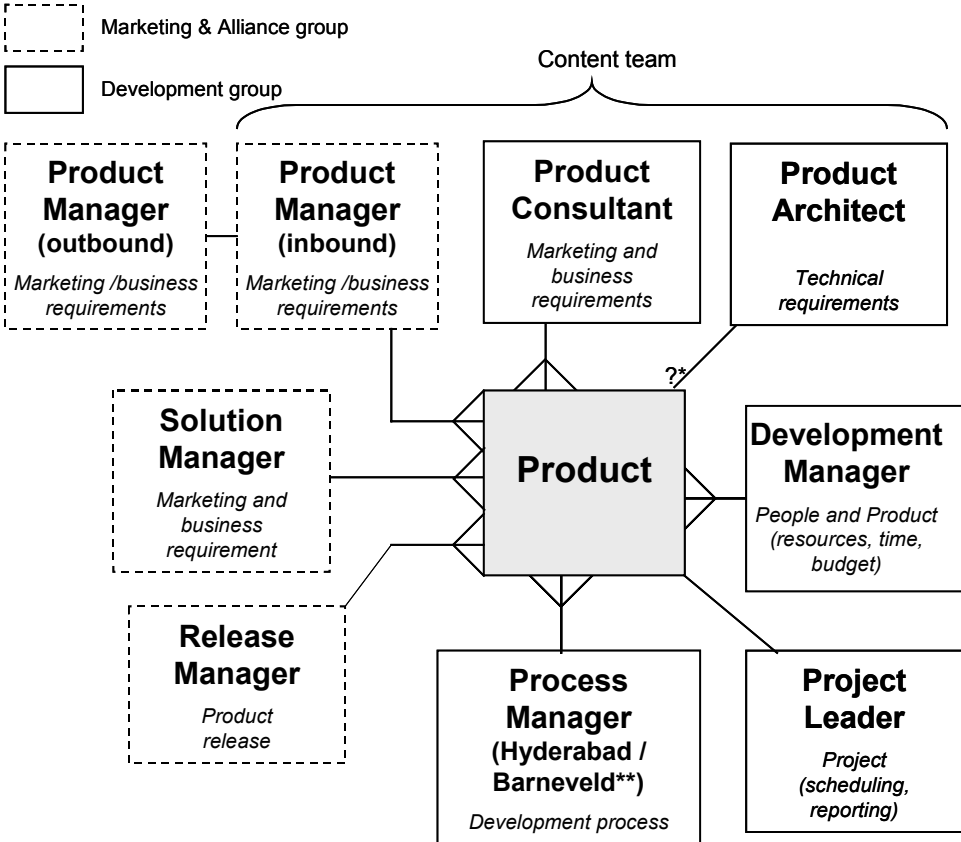 Marketing & Alliance group
Development group
Content team
Product
Manager
(outbound)
Marketing /business
requirements
Product
Manager
(inbound)
Marketing /business
requirements
Product
Consultant
Marketing and
business
requirements
Product
Architect
Technical
requirements
?*
Solution
Manager
Marketing and
business
requirement
Product
Development
Manager
People and Product
(resources, time,
budget)
Release
Manager
Product
release
Process
Manager
(Hyderabad /
Barneveld**)
Development process
Project
Leader
Project
(scheduling,
reporting)